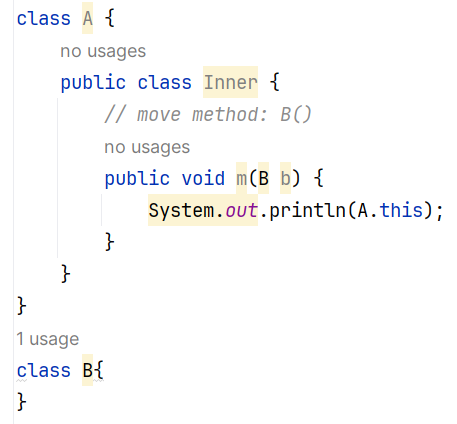 class A {
no usages
public class Inner {
// move method: B()
no usages
public void m(B b) {
System.out.println(A.this);
}
}
}
1 usage
class B{
}